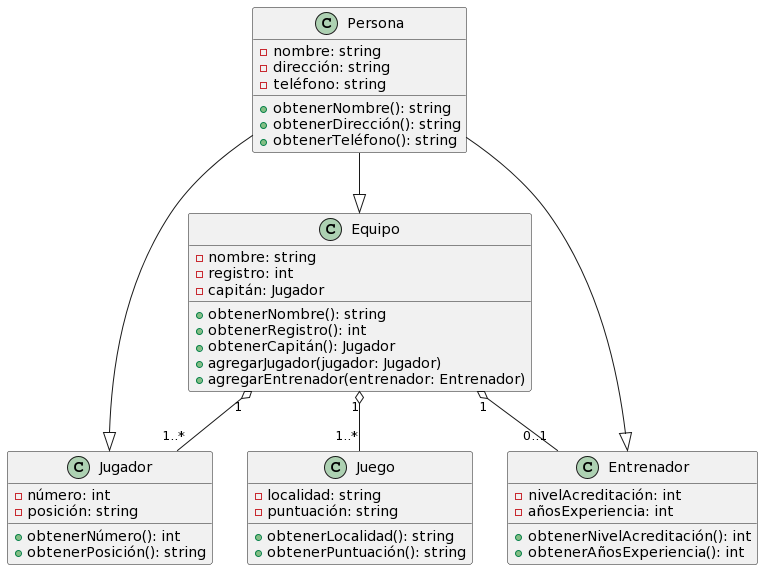 C Persona
nombre: string
dirección: string
teléfono: string
obtenerNombre(): string
obtenerDirección(): string
obtenerTeléfono(): string
C Equipo
nombre: string
registro: int
capitán: Jugador
obtenerNombre(): string
obtenerRegistro(): int
obtenerCapitán(): Jugador
agregarJugador(jugador: Jugador)
agregarEntrenador(entrenador: Entrenador)
1 1 1
1..* 1..* 0..1
C Jugador
número: int
posición: string
obtenerNúmero(): int
obtenerPosición(): string
C Juego
localidad: string
puntuación: string
obtenerLocalidad(): string
obtenerPuntuación(): string
C Entrenador
nivelAcreditación: int
añosExperiencia: int
obtenerNivelAcreditación(): int
obtenerAñosExperiencia(): int